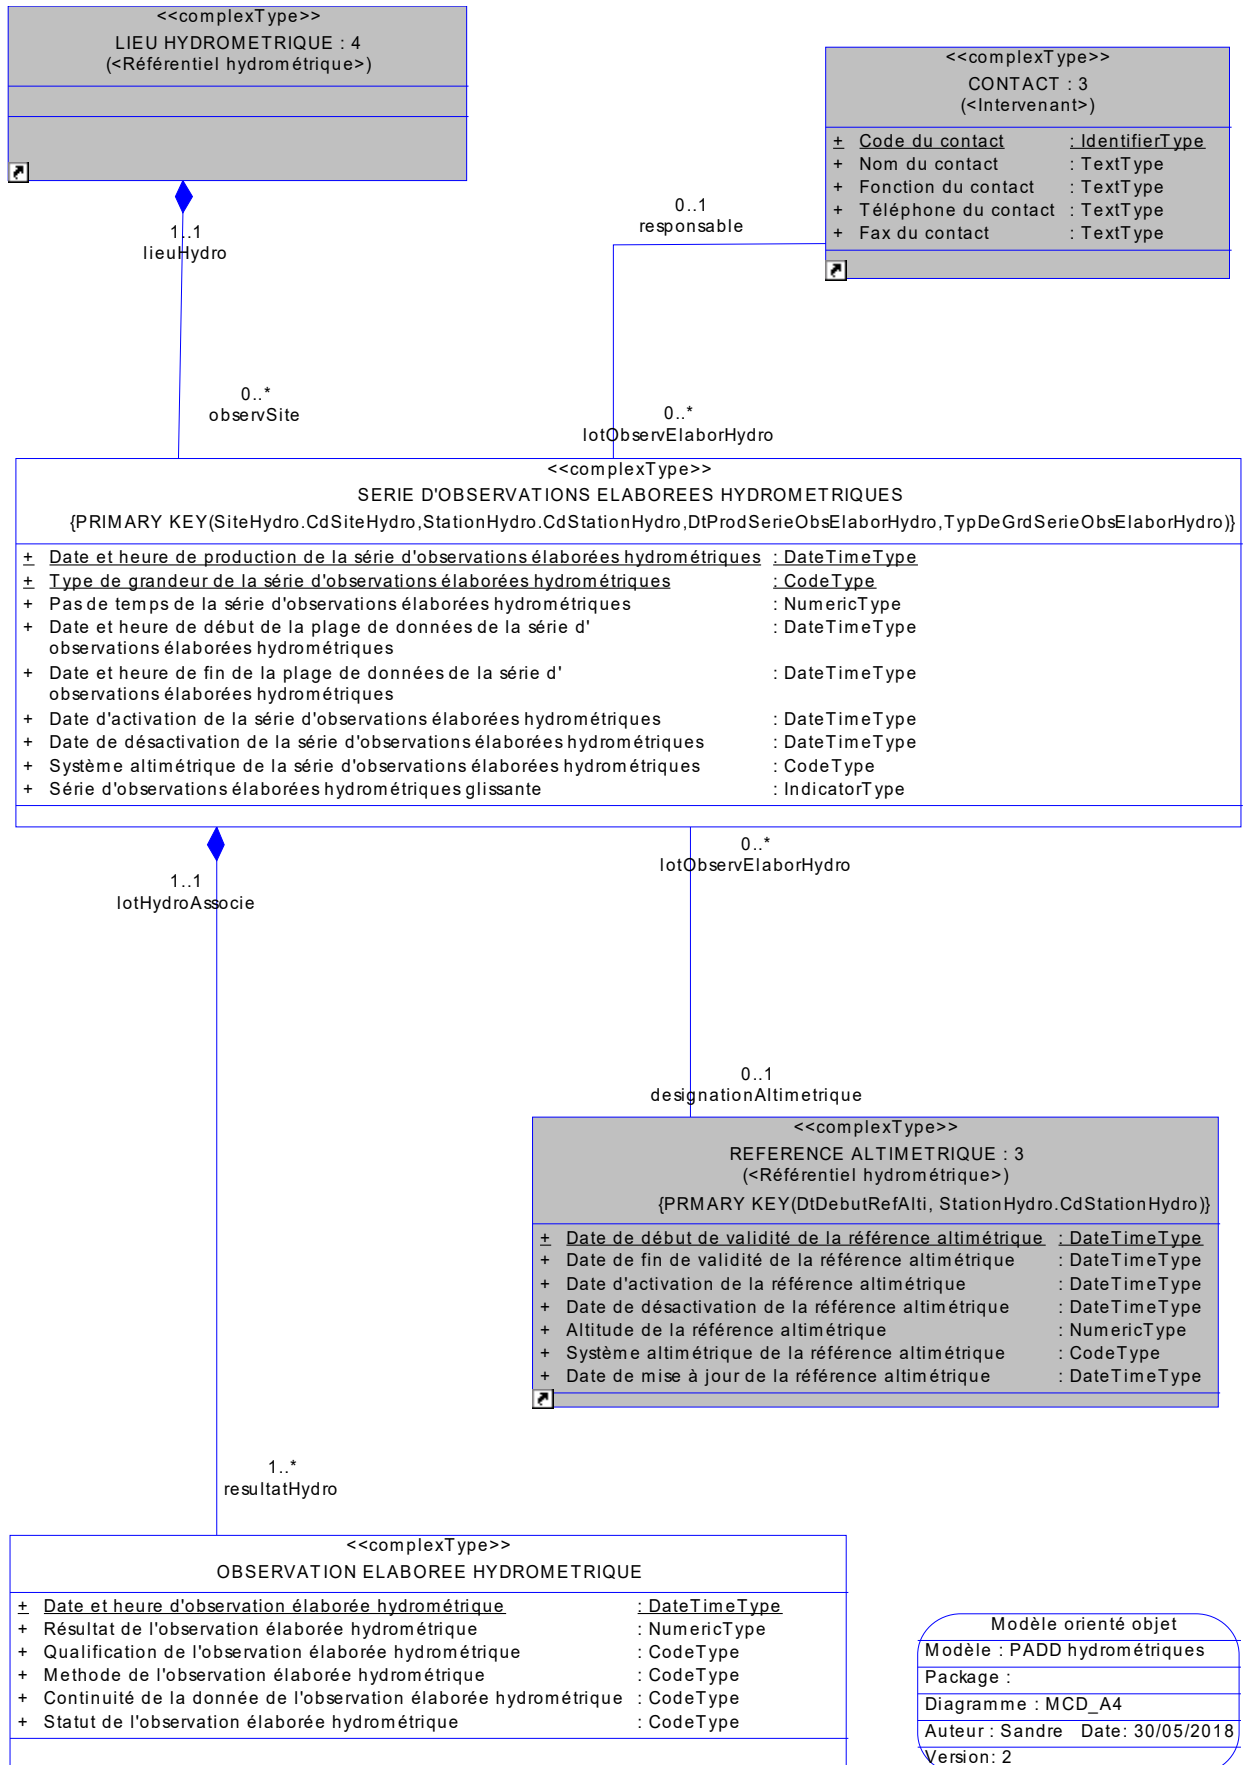 <<complexType>>
LIEU HYDROMETRIQUE : 4
(<Référentiel hydrométrique>)
<<complexType>>
CONTACT : 3
(<Intervenant>)
+ Code du contact : IdentifierType
+ Nom du contact : TextType
+ Fonction du contact : TextType
+ Téléphone du contact : TextType
+ Fax du contact : TextType
1..1
lieuHydro
0..1
responsable
0..*
observSite
0..*
lotObservElaborHydro
<<complexType>>
SERIE D'OBSERVATIONS ELABOREES HYDROMETRIQUES
{PRIMARY KEY(SiteHydro.CdSiteHydro,StationHydro.CdStationHydro,DtProdSerieObsElaborHydro,TypDeGrdSerieObsElaborHydro)}
+ Date et heure de production de la série d'observations élaborées hydrométriques : DateTimeType
+ Type de grandeur de la série d'observations élaborées hydrométriques : CodeType
+ Pas de temps de la série d'observations élaborées hydrométriques : NumericType
+ Date et heure de début de la plage de données de la série d' : DateTimeType
observations élaborées hydrométriques
+ Date et heure de fin de la plage de données de la série d' : DateTimeType
observations élaborées hydrométriques
+ Date d'activation de la série d'observations élaborées hydrométriques : DateTimeType
+ Date de désactivation de la série d'observations élaborées hydrométriques : DateTimeType
+ Système altimétrique de la série d'observations élaborées hydrométriques : CodeType
+ Série d'observations élaborées hydrométriques glissante : IndicatorType
1..1
lotHydroAssocie
0..*
lotObservElaborHydro
0..1
designationAltimetrique
<<complexType>>
REFERENCE ALTIMETRIQUE : 3
(<Référentiel hydrométrique>)
{PRMARY KEY(DtDebutRefAlti, StationHydro.CdStationHydro)}
+ Date de début de validité de la référence altimétrique : DateTimeType
+ Date de fin de validité de la référence altimétrique : DateTimeType
+ Date d'activation de la référence altimétrique : DateTimeType
+ Date de désactivation de la référence altimétrique : DateTimeType
+ Altitude de la référence altimétrique : NumericType
+ Système altimétrique de la référence altimétrique : CodeType
+ Date de mise à jour de la référence altimétrique : DateTimeType
1..*
resultatHydro
<<complexType>>
OBSERVATION ELABOREE HYDROMETRIQUE
+ Date et heure d'observation élaborée hydrométrique : DateTimeType
+ Résultat de l'observation élaborée hydrométrique : NumericType
+ Qualification de l'observation élaborée hydrométrique : CodeType
+ Methode de l'observation élaborée hydrométrique : CodeType
+ Continuité de la donnée de l'observation élaborée hydrométrique : CodeType
+ Statut de l'observation élaborée hydrométrique : CodeType
Modèle orienté objet
Modèle : PADD hydrométriques
Package :
Diagramme : MCD_A4
Auteur : Sandre Date: 30/05/2018
Version: 2